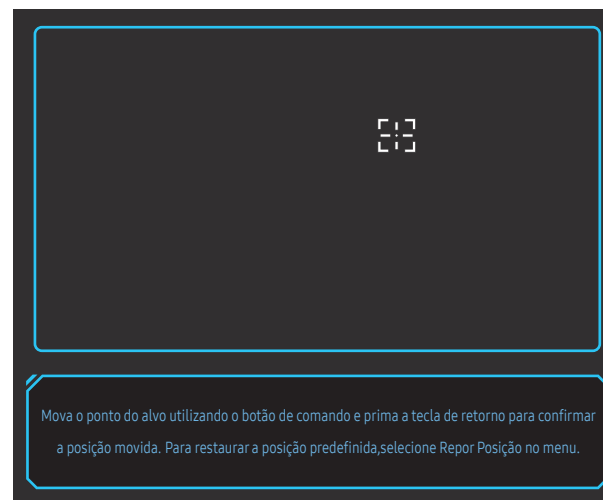 Mova o ponto do alvo utilizando o botão de comando e prima a tecla de retorno para confirmar
a posição movida. Para restaurar a posição predefinida,selecione Repor Posição no menu.